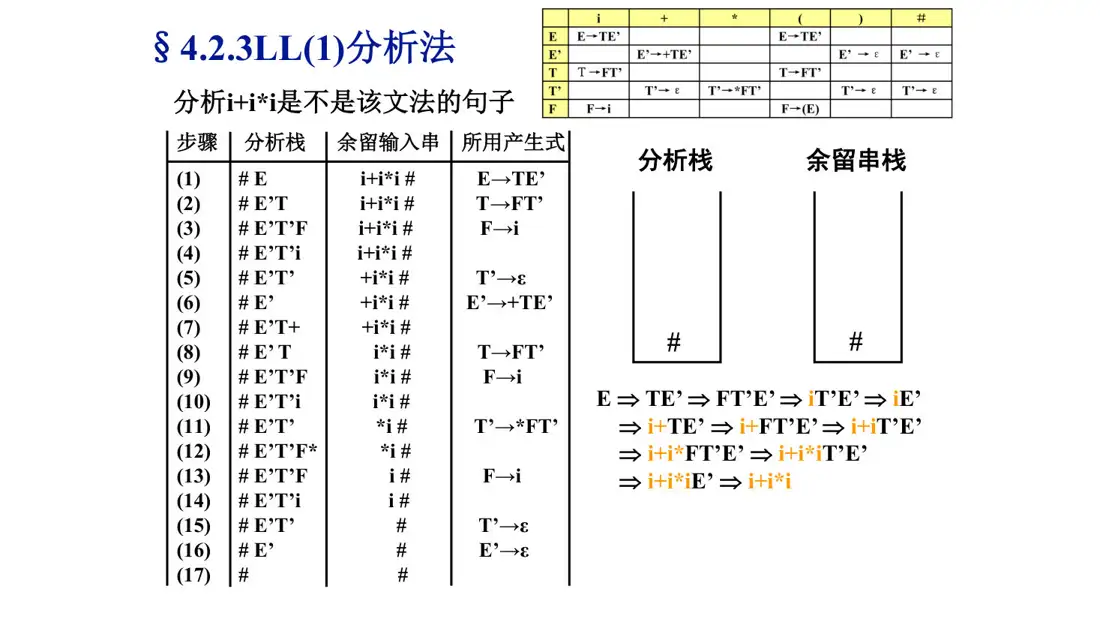 §4.2.3LL(1)分析法
i + * ( ) #
E E→TE’ E→TE’
E’ E’→+TE’ E’→ε E’→ε
T T→FT’ T→FT’
T’ T’→ε T’→*FT’ T’→ε T’→ε
F F→i F→(E)
分析i+i*i是不是该文法的句子
步骤 分析栈 余留输入串 所用产生式
(1) # E i+i*i # E→TE’
(2) # E’T i+i*i # T→FT’
(3) # E’T’F i+i*i # F→i
(4) # E’T’i i+i*i #
(5) # E’T’ +i*i # T’→ε
(6) # E’ +i*i # E’→+TE’
(7) # E’T+ +i*i #
(8) # E’ T i*i # T→FT’
(9) # E’T’F i*i # F→i
(10) # E’T’i i*i #
(11) # E’T’ *i # T’→*FT’
(12) # E’T’F* *i #
(13) # E’T’F i # F→i
(14) # E’T’i i #
(15) # E’T’ # T’→ε
(16) # E’ # E’→ε
(17) # #
分析栈 余留串栈
# #
E ⇒ TE’ ⇒ FT’E’ ⇒ iT’E’ ⇒ iE’
⇒ i+TE’ ⇒ i+FT’E’ ⇒ i+iT’E’
⇒ i+i*FT’E’ ⇒ i+i*iT’E’
⇒ i+i*iE’ ⇒ i+i*i